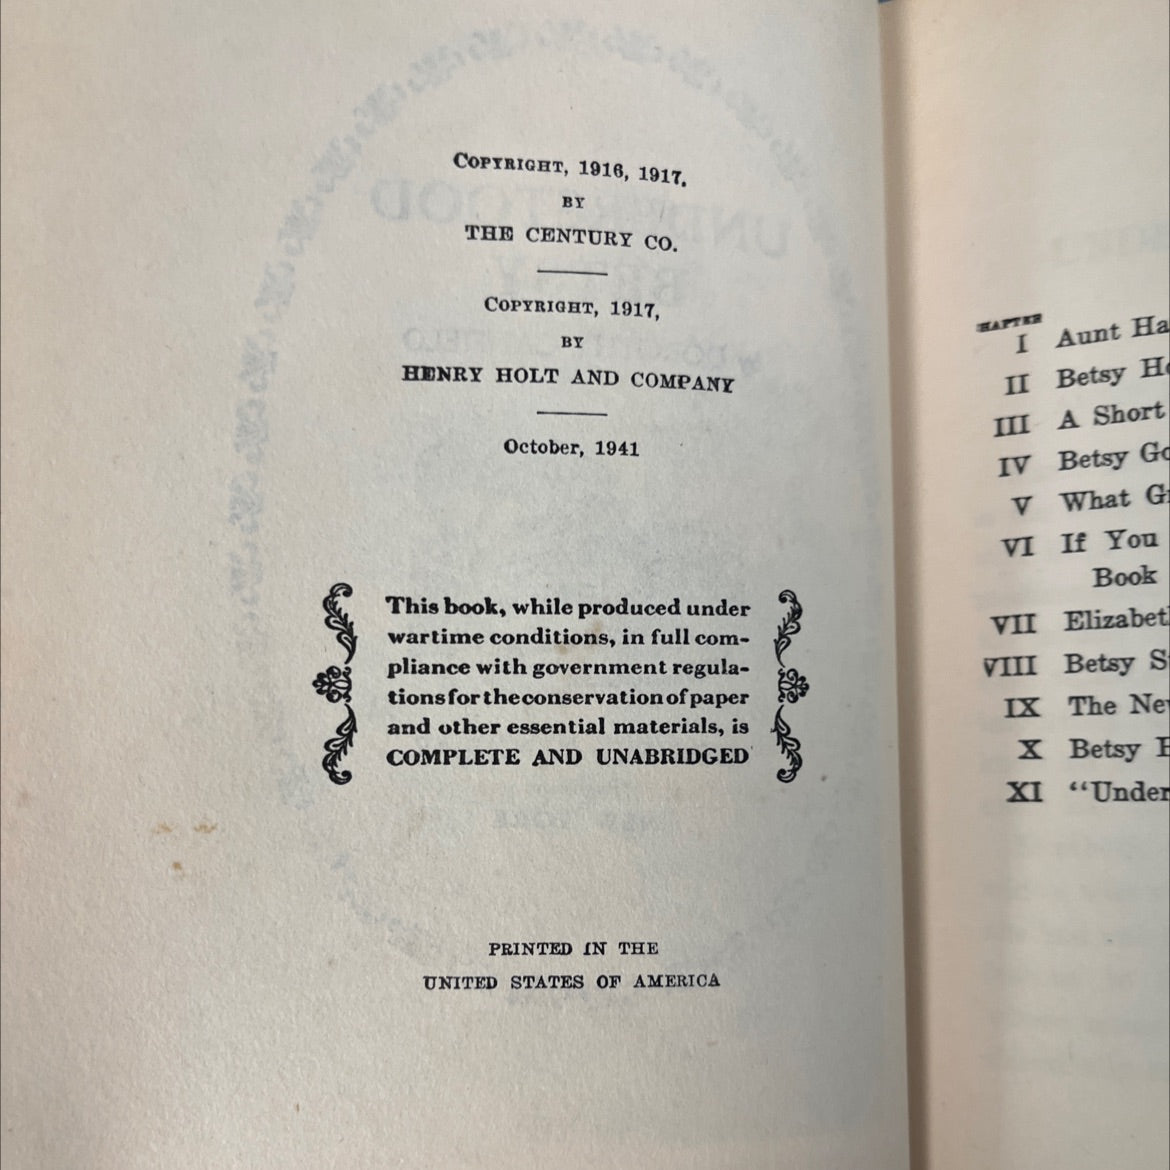 COPYRIGHT, 1916, 1917,
BY
THE CENTURY CO.
COPYRIGHT, 1917,
BY
HENRY HOLT AND COMPANY
October, 1941
This book, while produced under
wartime conditions, in full com-
pliance with government regula-
tions for the conservation of paper
and other essential materials, is
COMPLETE AND UNABRIDGED
PRINTED IN THE
UNITED STATES OF AMERICA
HAPTER
I Aunt Ha
II Betsy Ho
III A Short
IV Betsy Go
V What G
VI If You
Book
VII Elizabet
VIII Betsy S
IX The Ne
X Betsy
XI “Under